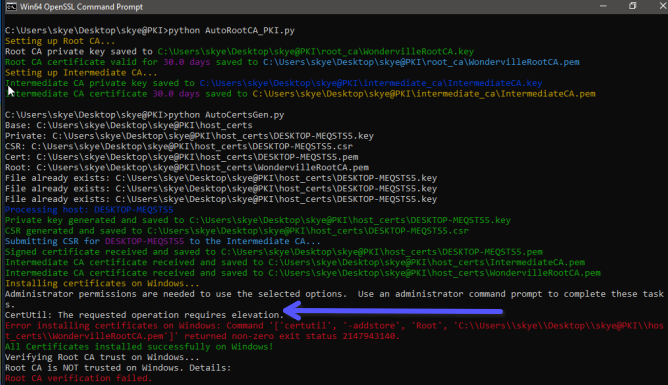 Win64 OpenSSL Command Prompt
C:\Users\skye\Desktop\skye@PKI>python AutoRootCA_PKI.py
Setting up Root CA...
Root CA private key saved to C:\Users\skye\Desktop\skye@PKI\root_ca\WondervilleRootCA.key
Root CA certificate valid for 30.0 days saved to C:\Users\skye\Desktop\skye@PKI\root_ca\WondervilleRootCA.pem
Setting up Intermediate CA...
Intermediate CA private key saved to C:\Users\skye\Desktop\skye@PKI\intermediate_ca\IntermediateCA.key
Intermediate CA certificate 30.0 days saved to C:\Users\skye\Desktop\skye@PKI\intermediate_ca\IntermediateCA.pem
C:\Users\skye\Desktop\skye@PKI>python AutoCertsGen.py
Base: C:\Users\skye\Desktop\skye@PKI\host_certs
Private: C:\Users\skye\Desktop\skye@PKI\host_certs\DESKTOP-MEQST55.key
CSR: C:\Users\skye\Desktop\skye@PKI\host_certs\DESKTOP-MEQST55.csr
Cert: C:\Users\skye\Desktop\skye@PKI\host_certs\DESKTOP-MEQST55.pem
Root: C:\Users\skye\Desktop\skye@PKI\host_certs\WondervilleRootCA.pem
File already exists: C:\Users\skye\Desktop\skye@PKI\host_certs\DESKTOP-MEQST55.key
File already exists: C:\Users\skye\Desktop\skye@PKI\host_certs\DESKTOP-MEQST55.key
File already exists: C:\Users\skye\Desktop\skye@PKI\host_certs\DESKTOP-MEQST55.key
Processing host: DESKTOP-MEQST55
Private key generated and saved to C:\Users\skye\Desktop\skye@PKI\host_certs\DESKTOP-MEQST55.key
CSR generated and saved to C:\Users\skye\Desktop\skye@PKI\host_certs\DESKTOP-MEQST55.csr
Submitting CSR for DESKTOP-MEQST55 to the Intermediate CA...
Signed certificate received and saved to C:\Users\skye\Desktop\skye@PKI\host_certs\DESKTOP-MEQST55.pem
Intermediate CA certificate received and saved to C:\Users\skye\Desktop\skye@PKI\host_certs\IntermediateCA.pem
Intermediate CA certificate received and saved to C:\Users\skye\Desktop\skye@PKI\host_certs\WondervilleRootCA.pem
Installing certificates on Windows...
Administrator permissions are needed to use the selected options.  Use an administrator command prompt to complete these task
s.
CertUtil: The requested operation requires elevation.
Error installing certificates on Windows: Command '['certutil', '-addstore', 'Root', 'C:\\Users\\skye\\Desktop\\skye@PKI\\hos
t_certs\\WondervilleRootCA.pem']' returned non-zero exit status 2147943140.
All Certificates installed successfully on Windows!
Verifying Root CA trust on Windows...
Root CA is NOT trusted on Windows. Details:
Root CA verification failed.